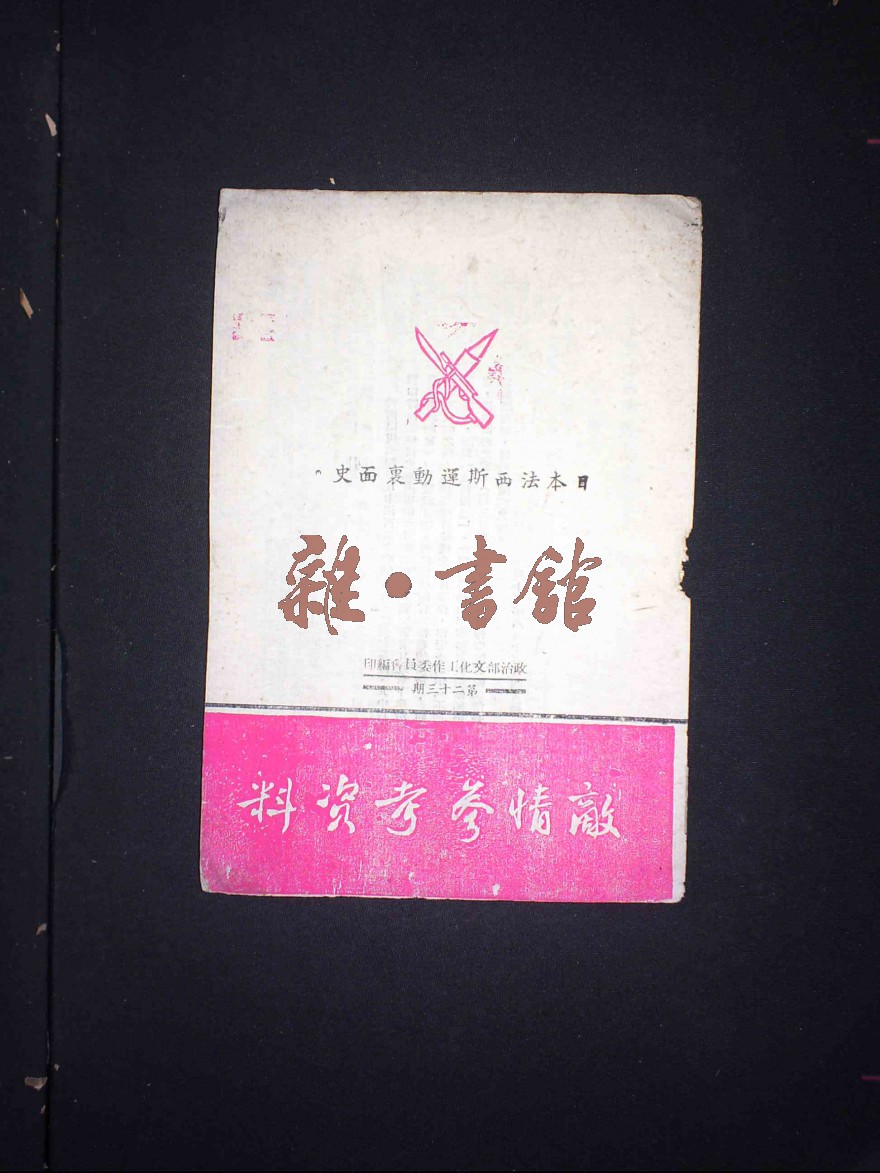 日本法西斯運動裏面史
雜·書館
政治部文化工作委員會編印
第二十三期
敵情參考資料